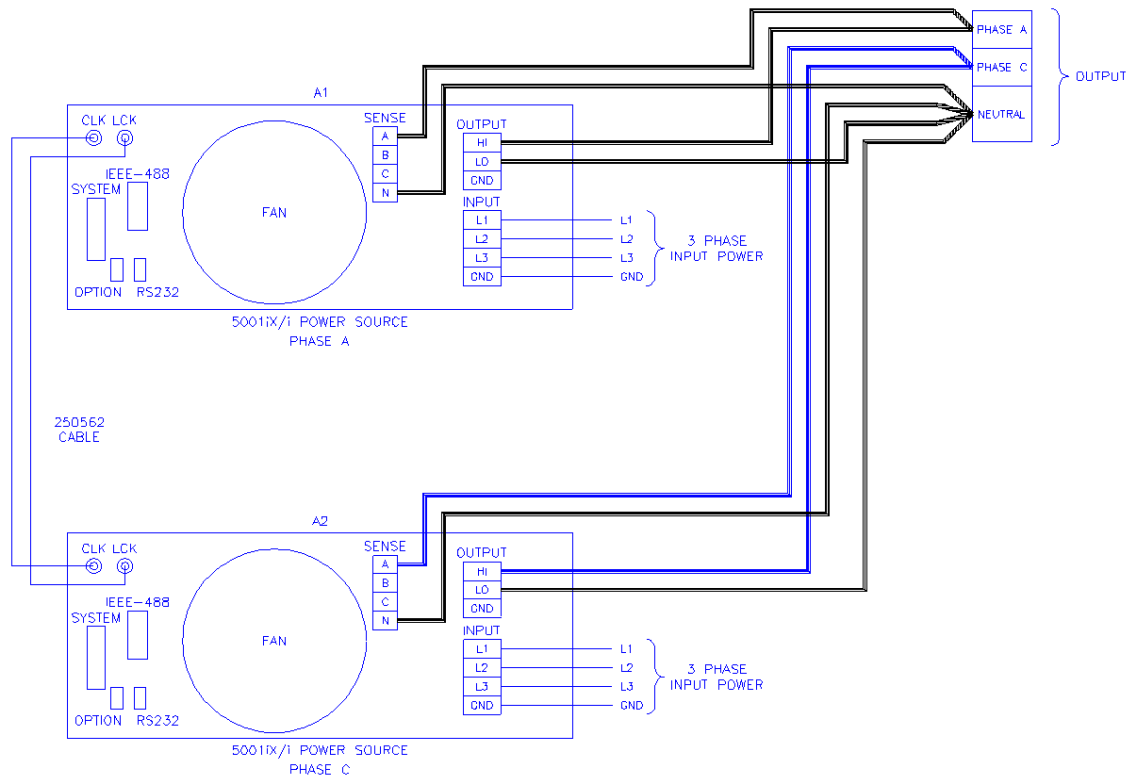 PHASE A
PHASE C
NEUTRAL
OUTPUT
A1
CLK LCK
SENSE
A
B
C
N
OUTPUT
HI
LO
GND
IEEE-488
SYSTEM
FAN
INPUT
L1
L2
L3
GND
L1
L2
L3
GND
3 PHASE
INPUT POWER
OPTION RS232
5001iX/i POWER SOURCE
PHASE A
250562
CABLE
A2
CLK LCK
SENSE
A
B
C
N
OUTPUT
HI
LO
GND
IEEE-488
SYSTEM
FAN
INPUT
L1
L2
L3
GND
L1
L2
L3
GND
3 PHASE
INPUT POWER
OPTION RS232
5001iX/i POWER SOURCE
PHASE C